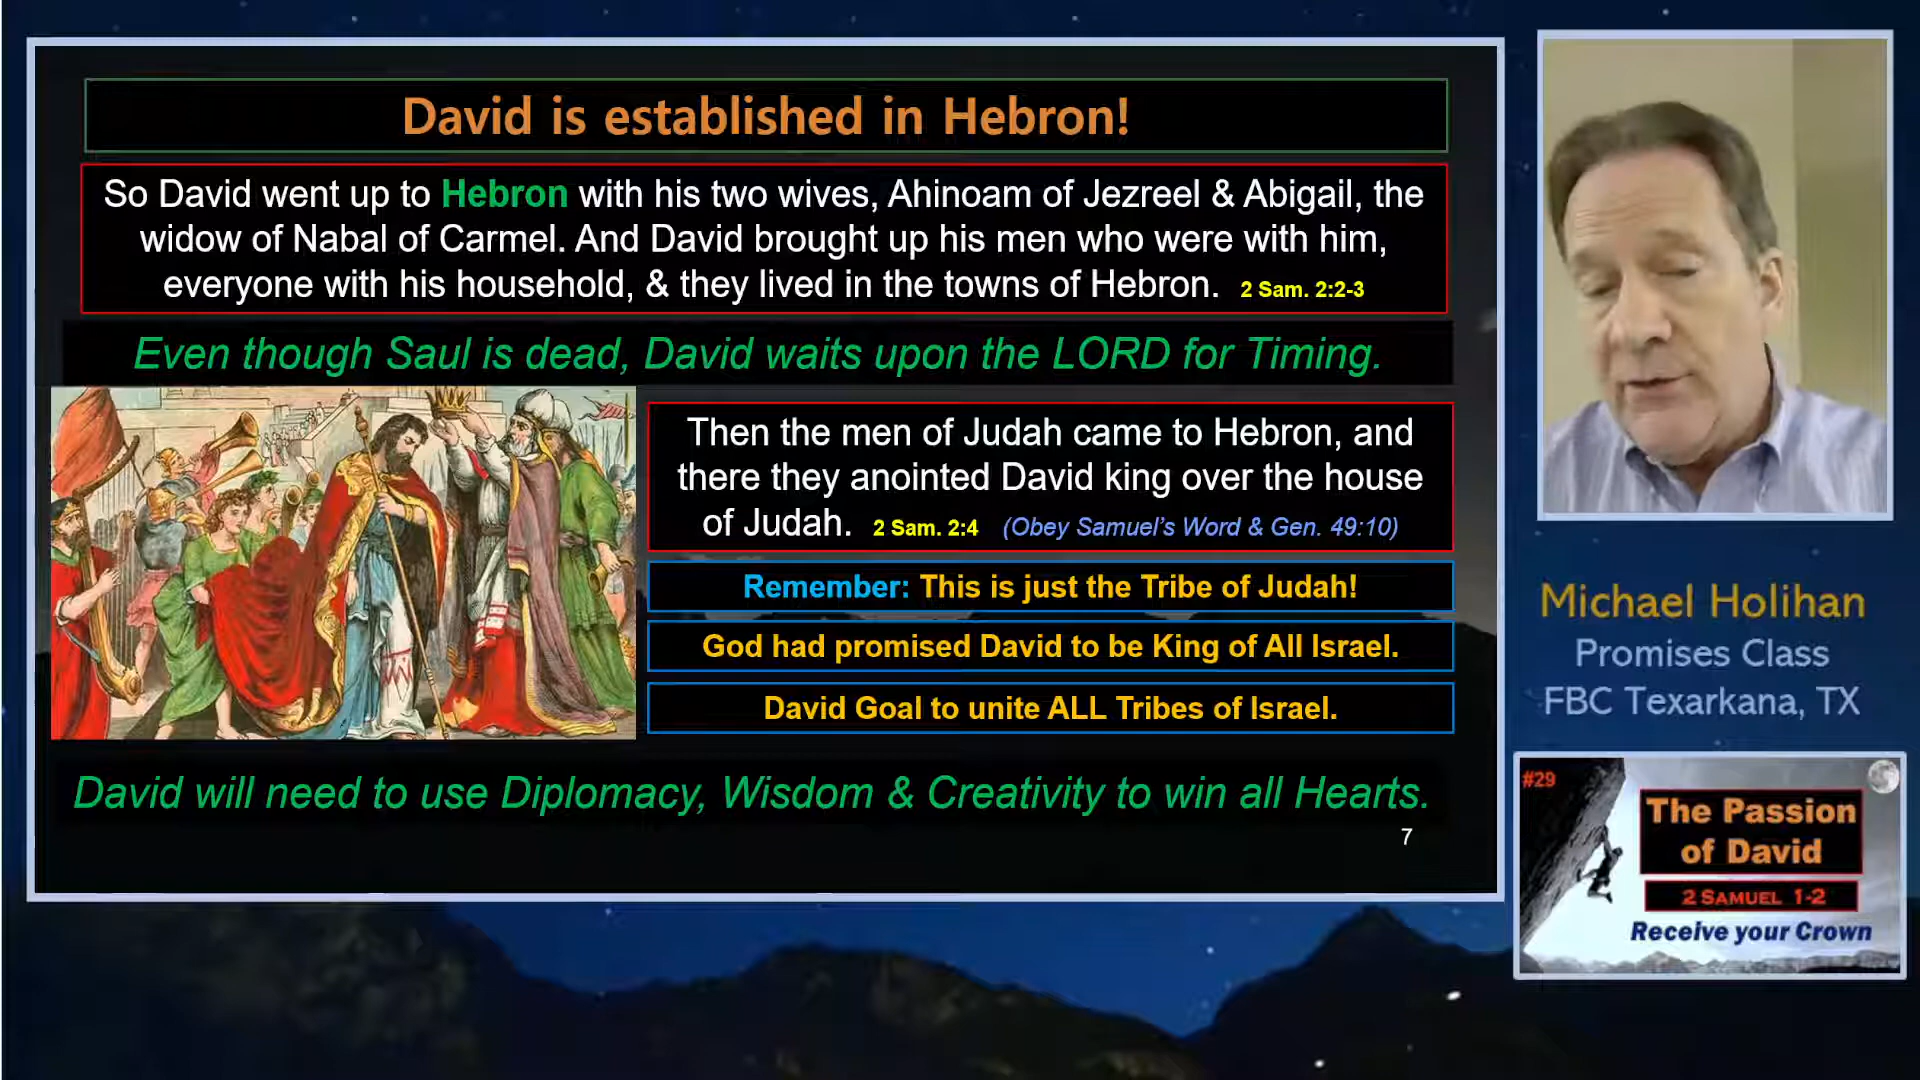 David is established in Hebron!
So David went up to Hebron with his two wives, Ahinoam of Jezreel & Abigail, the
widow of Nabal of Carmel. And David brought up his men who were with him,
everyone with his household, & they lived in the towns of Hebron. 2 Sam. 2:2-3
Even though Saul is dead, David waits upon the LORD for Timing.
Then the men of Judah came to Hebron, and
there they anointed David king over the house
of Judah. 2 Sam. 2:4 (Obey Samuel's Word & Gen. 49:10)
Remember: This is just the Tribe of Judah!
God had promised David to be King of All Israel.
David Goal to unite ALL Tribes of Israel.
David will need to use Diplomacy, Wisdom & Creativity to win all Hearts.
7
Michael Holihan
Promises Class
FBC Texarkana, TX
#29
The Passion
of David
2 SAMUEL 1-2
Receive your Crown